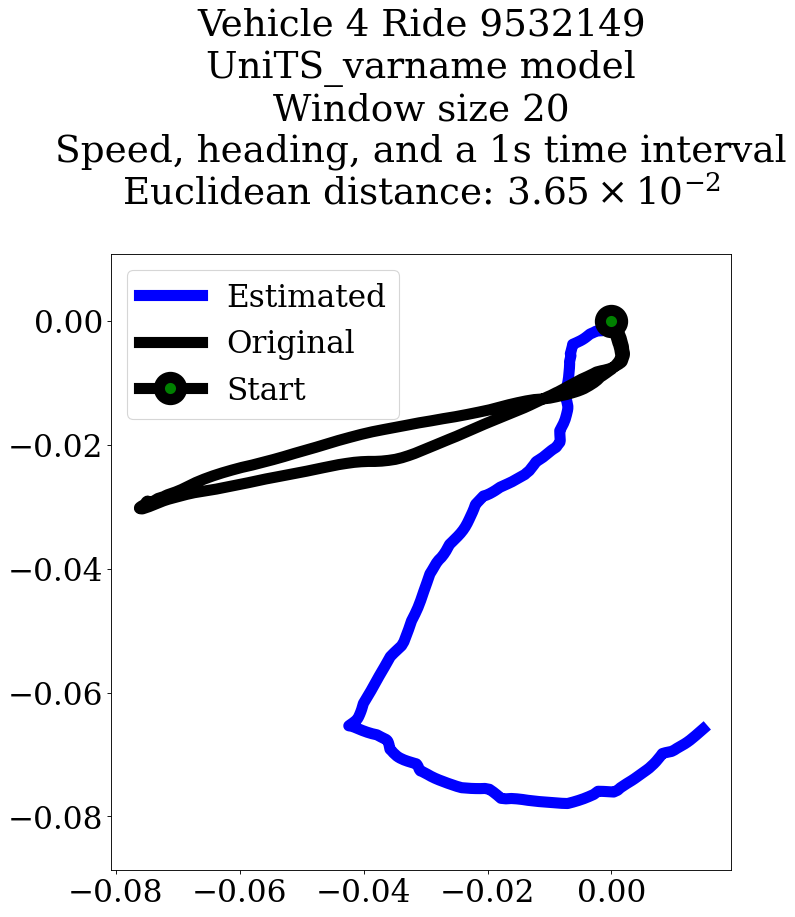 Vehicle 4 Ride 9532149
UniTS_varname model
Window size 20
Speed, heading, and a 1s time interval
Euclidean distance: 3.65 × 10⁻²
Estimated
Original
Start
0.00
−0.02
−0.04
−0.06
−0.08
−0.08 −0.06 −0.04 −0.02 0.00